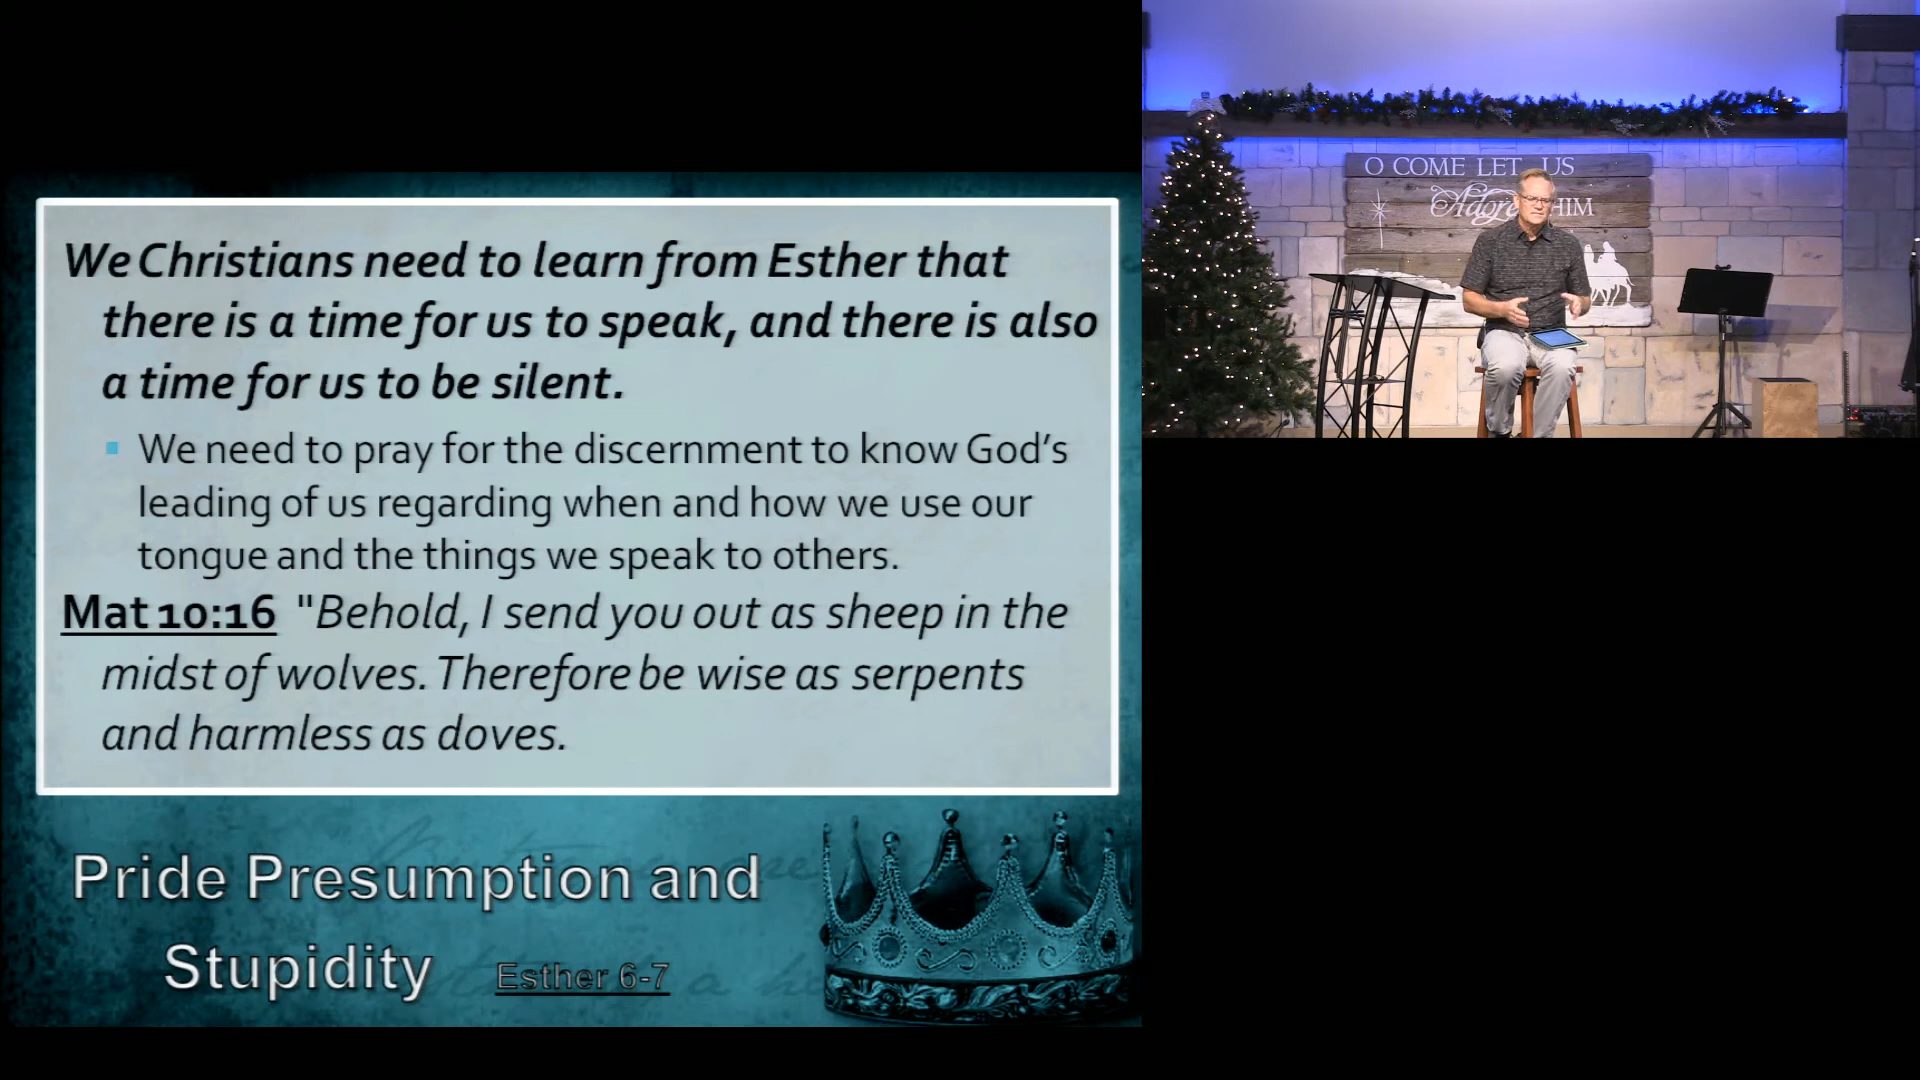 We Christians need to learn from Esther that
there is a time for us to speak, and there is also
a time for us to be silent.
We need to pray for the discernment to know God's
leading of us regarding when and how we use our
tongue and the things we speak to others.
Mat 10:16 "Behold, I send you out as sheep in the
midst of wolves. Therefore be wise as serpents
and harmless as doves.
Pride Presumption and
Stupidity Esther 6-7
O COME LET US
Adore HIM